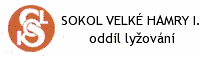 SOKOL VELKÉ HAMRY I.
oddíl lyžování